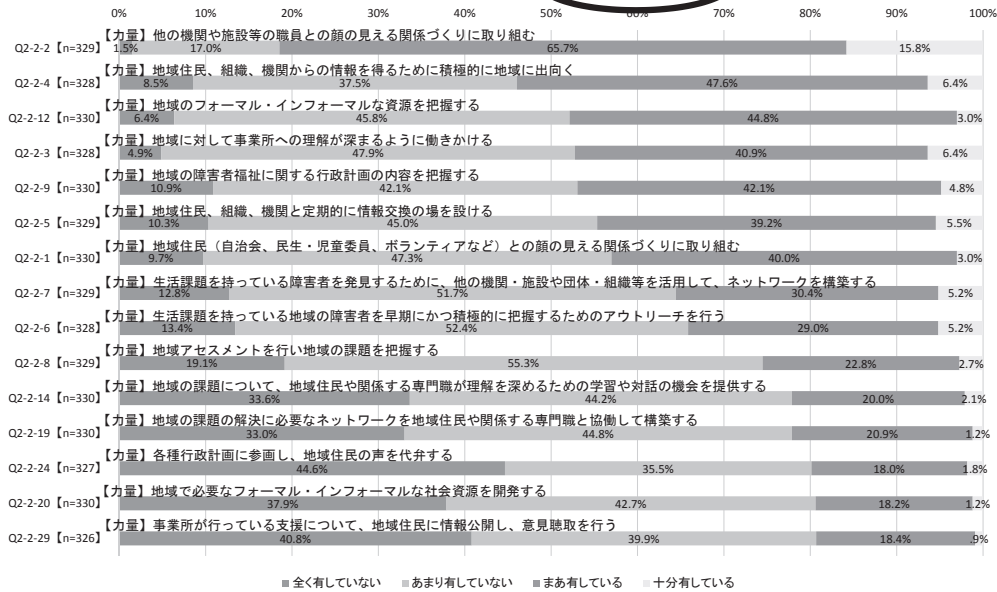 0% 10% 20% 30% 40% 50% 60% 70% 80% 90% 100%
【力量】他の機関や施設等の職員との顔の見える関係づくりに取り組む
Q2-2-2【n=329】 1.5% 17.0% 65.7% 15.8%
【力量】地域住民、組織、機関からの情報を得るために積極的に地域に出向く
Q2-2-4【n=328】 8.5% 37.5% 47.6% 6.4%
【力量】地域のフォーマル・インフォーマルな資源を把握する
Q2-2-12【n=330】 6.4% 45.8% 44.8% 3.0%
【力量】地域に対して事業所への理解が深まるように働きかける
Q2-2-3【n=328】 4.9% 47.9% 40.9% 6.4%
【力量】地域の障害者福祉に関する行政計画の内容を把握する
Q2-2-9【n=330】 10.9% 42.1% 42.1% 4.8%
【力量】地域住民、組織、機関と定期的に情報交換の場を設ける
Q2-2-5【n=329】 10.3% 45.0% 39.2% 5.5%
【力量】地域住民（自治会、民生・児童委員、ボランティアなど）との顔の見える関係づくりに取り組む
Q2-2-1【n=330】 9.7% 47.3% 40.0% 3.0%
【力量】生活課題を持っている障害者を発見するために、他の機関・施設や団体・組織等を活用して、ネットワークを構築する
Q2-2-7【n=329】 12.8% 51.7% 30.4% 5.2%
【力量】生活課題を持っている地域の障害者を早期にかつ積極的に把握するためのアウトリーチを行う
Q2-2-6【n=328】 13.4% 52.4% 29.0% 5.2%
【力量】地域アセスメントを行い地域の課題を把握する
Q2-2-8【n=329】 19.1% 55.3% 22.8% 2.7%
【力量】地域の課題について、地域住民や関係する専門職が理解を深めるための学習や対話の機会を提供する
Q2-2-14【n=330】 33.6% 44.2% 20.0% 2.1%
【力量】地域の課題の解決に必要なネットワークを地域住民や関係する専門職と協働して構築する
Q2-2-19【n=330】 33.0% 44.8% 20.9% 1.2%
【力量】各種行政計画に参画し、地域住民の声を代弁する
Q2-2-24【n=327】 44.6% 35.5% 18.0% 1.8%
【力量】地域で必要なフォーマル・インフォーマルな社会資源を開発する
Q2-2-20【n=330】 37.9% 42.7% 18.2% 1.2%
【力量】事業所が行っている支援について、地域住民に情報公開し、意見聴取を行う
Q2-2-29【n=326】 40.8% 39.9% 18.4% .9%
全く有していない あまり有していない まあ有している 十分有している